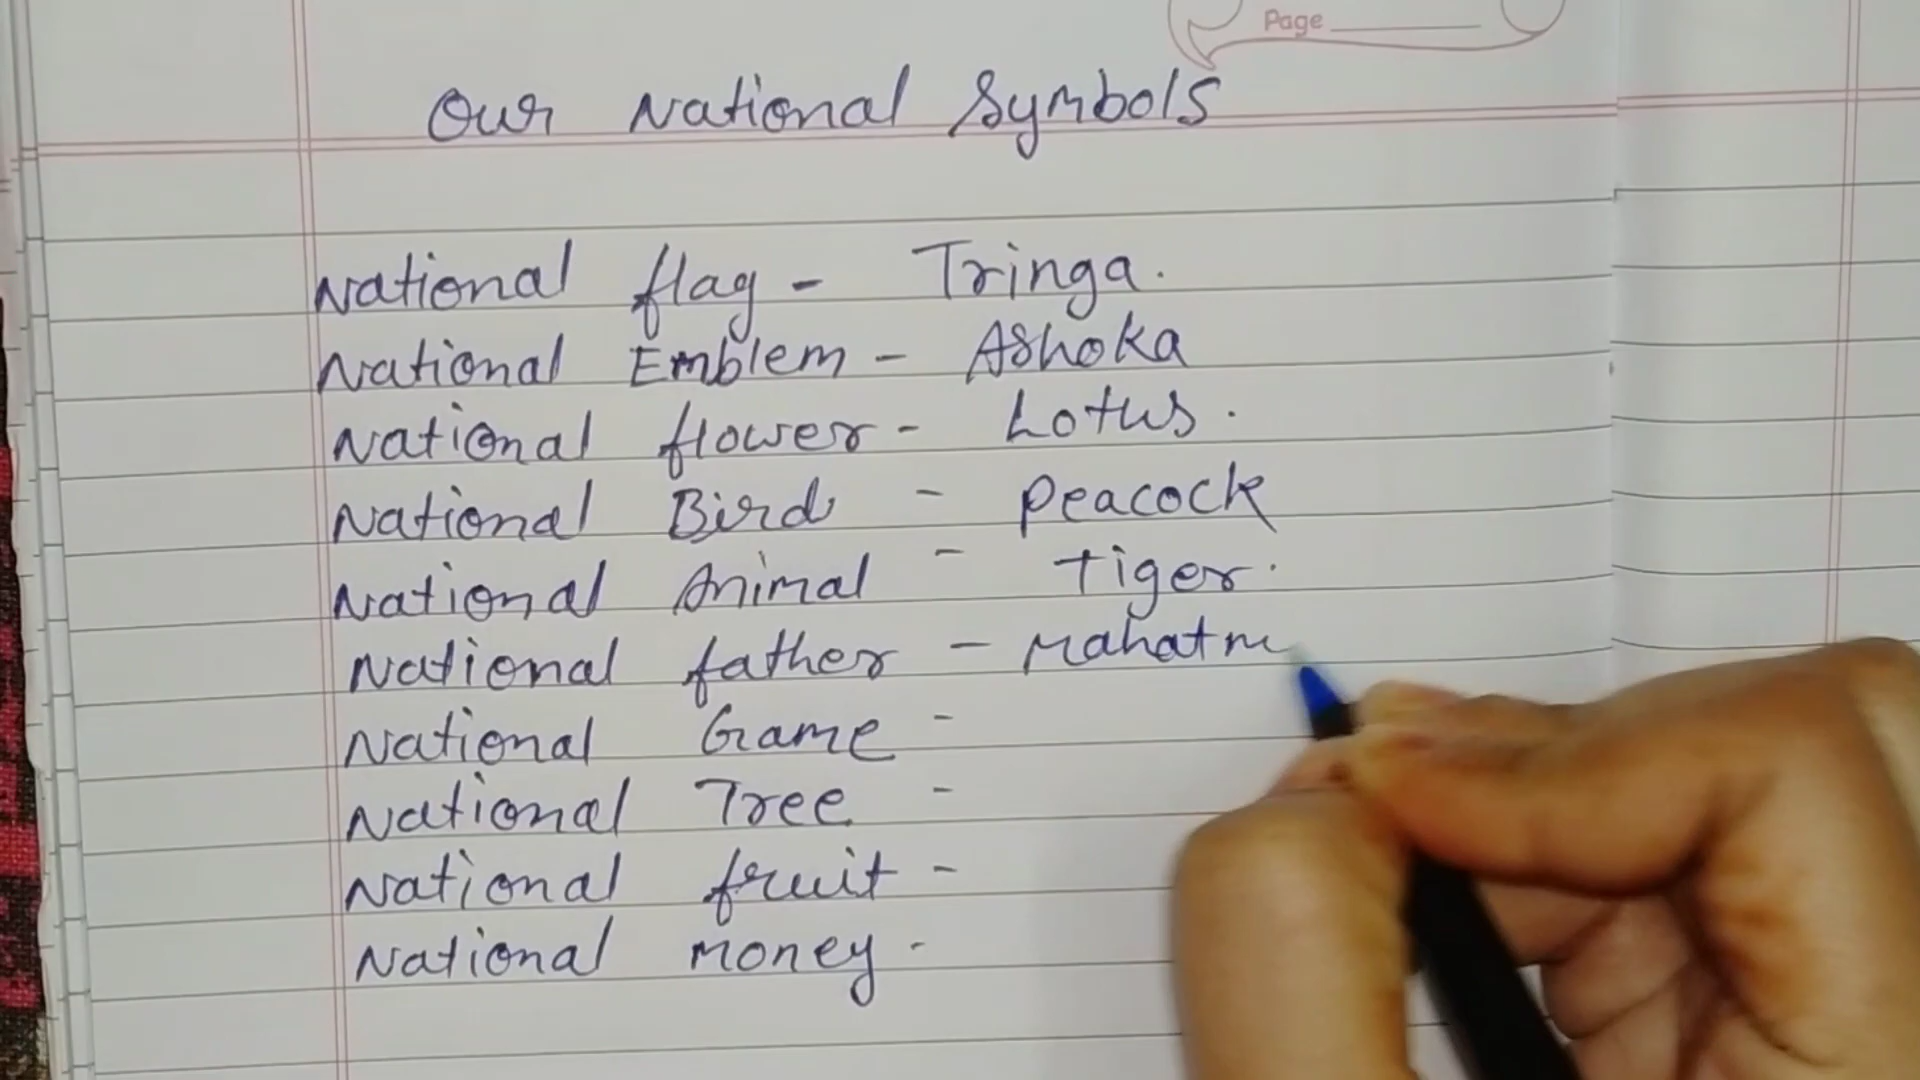 Page
Our National Symbols
National flag - Tringa.
National Emblem - Ashoka
National flower - Lotus.
National Bird - Peacock
National Animal - Tiger.
National father - Mahatm
National Game -
National Tree -
National fruit -
National money -